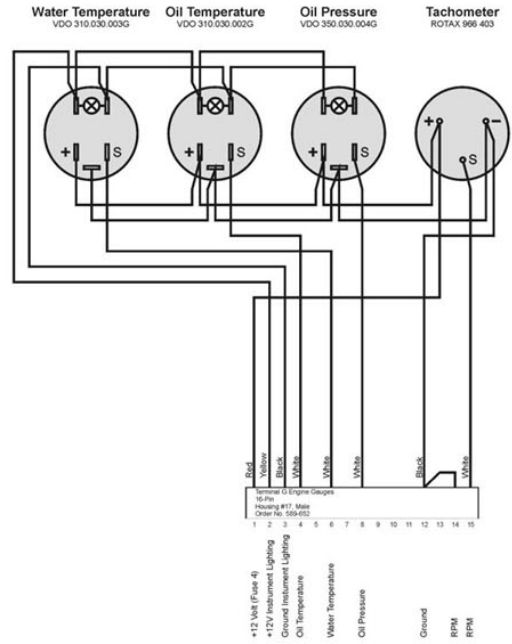 Water Temperature
VDO 310.030.003G
Oil Temperature
VDO 310.030.002G
Oil Pressure
VDO 350.030.004G
Tachometer
ROTAX 966 403
+ S
+ S
+ S
+ −
S
Red
Yellow
Black
White
White
White
Black
White
Terminal G Engine Gauges
16-Pin
Housing #17, Male
Order No. 589-652
1 2 3 4 5 6 7 8 9 10 11 12 13 14 15
+12 Volt (Fuse 4)
+12V Instrument Lighting
Ground Instument Lighting
Oil Temperature
Water Temperature
Oil Pressure
Ground
RPM
RPM